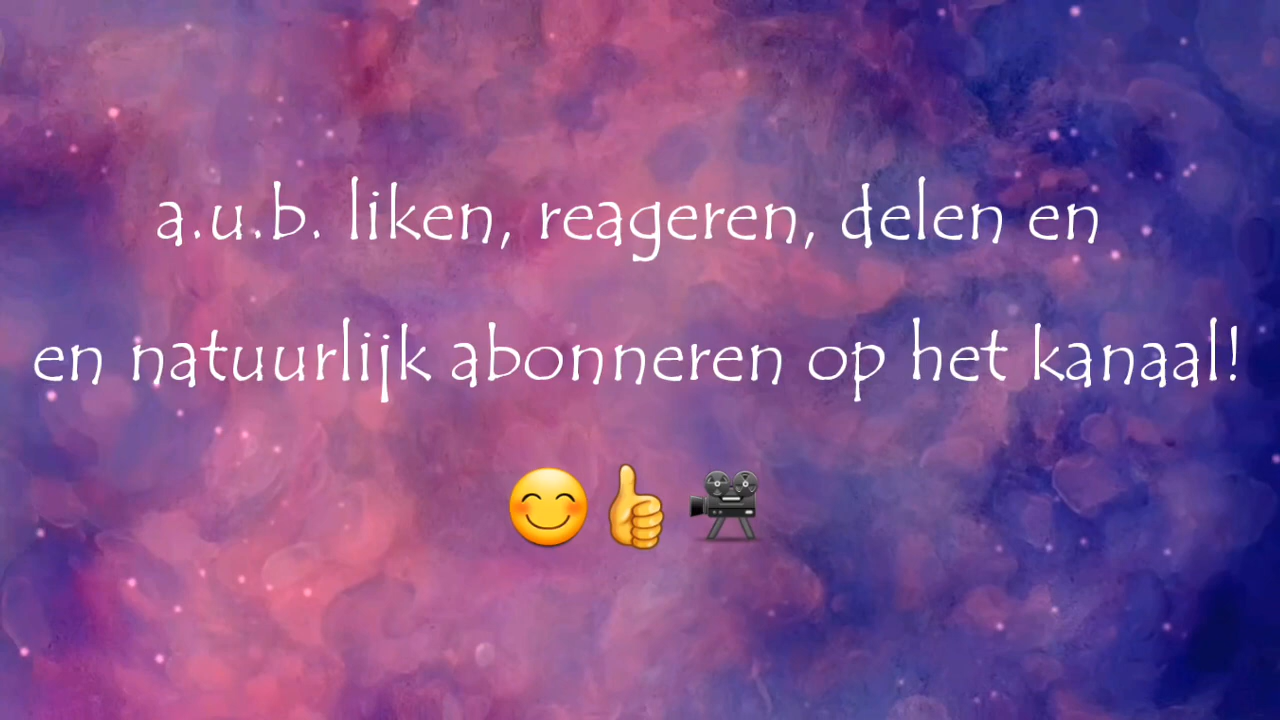 a.u.b. liken, reageren, delen en
en natuurlijk abonneren op het kanaal!
😊👍🎥